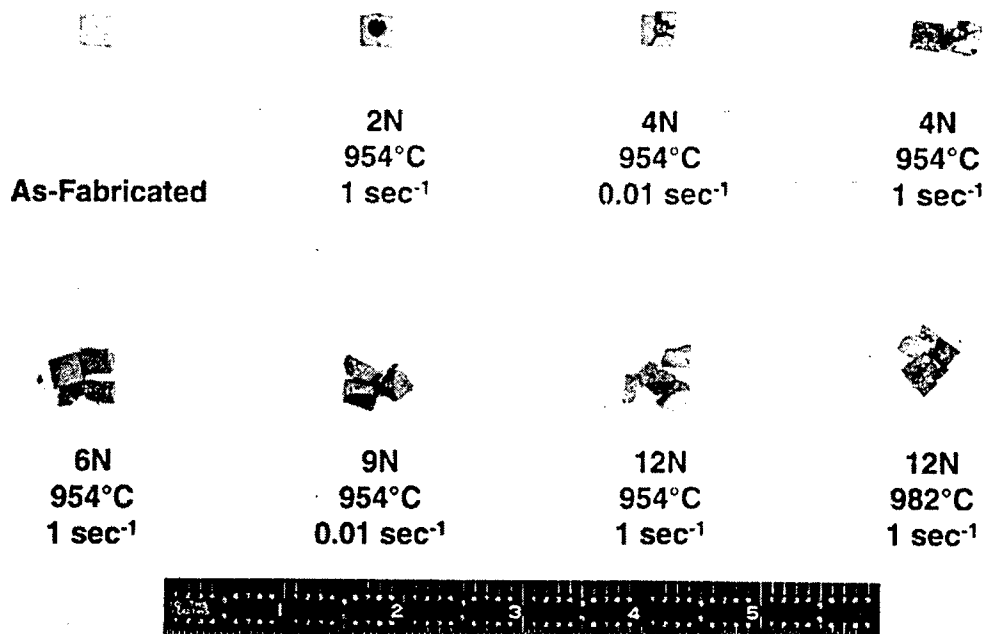 2N
4N
4N
954°C
954°C
954°C
As-Fabricated
1 sec⁻¹
0.01 sec⁻¹
1 sec⁻¹
6N
9N
12N
12N
954°C
954°C
954°C
982°C
1 sec⁻¹
0.01 sec⁻¹
1 sec⁻¹
1 sec⁻¹
1 2 3 4 5